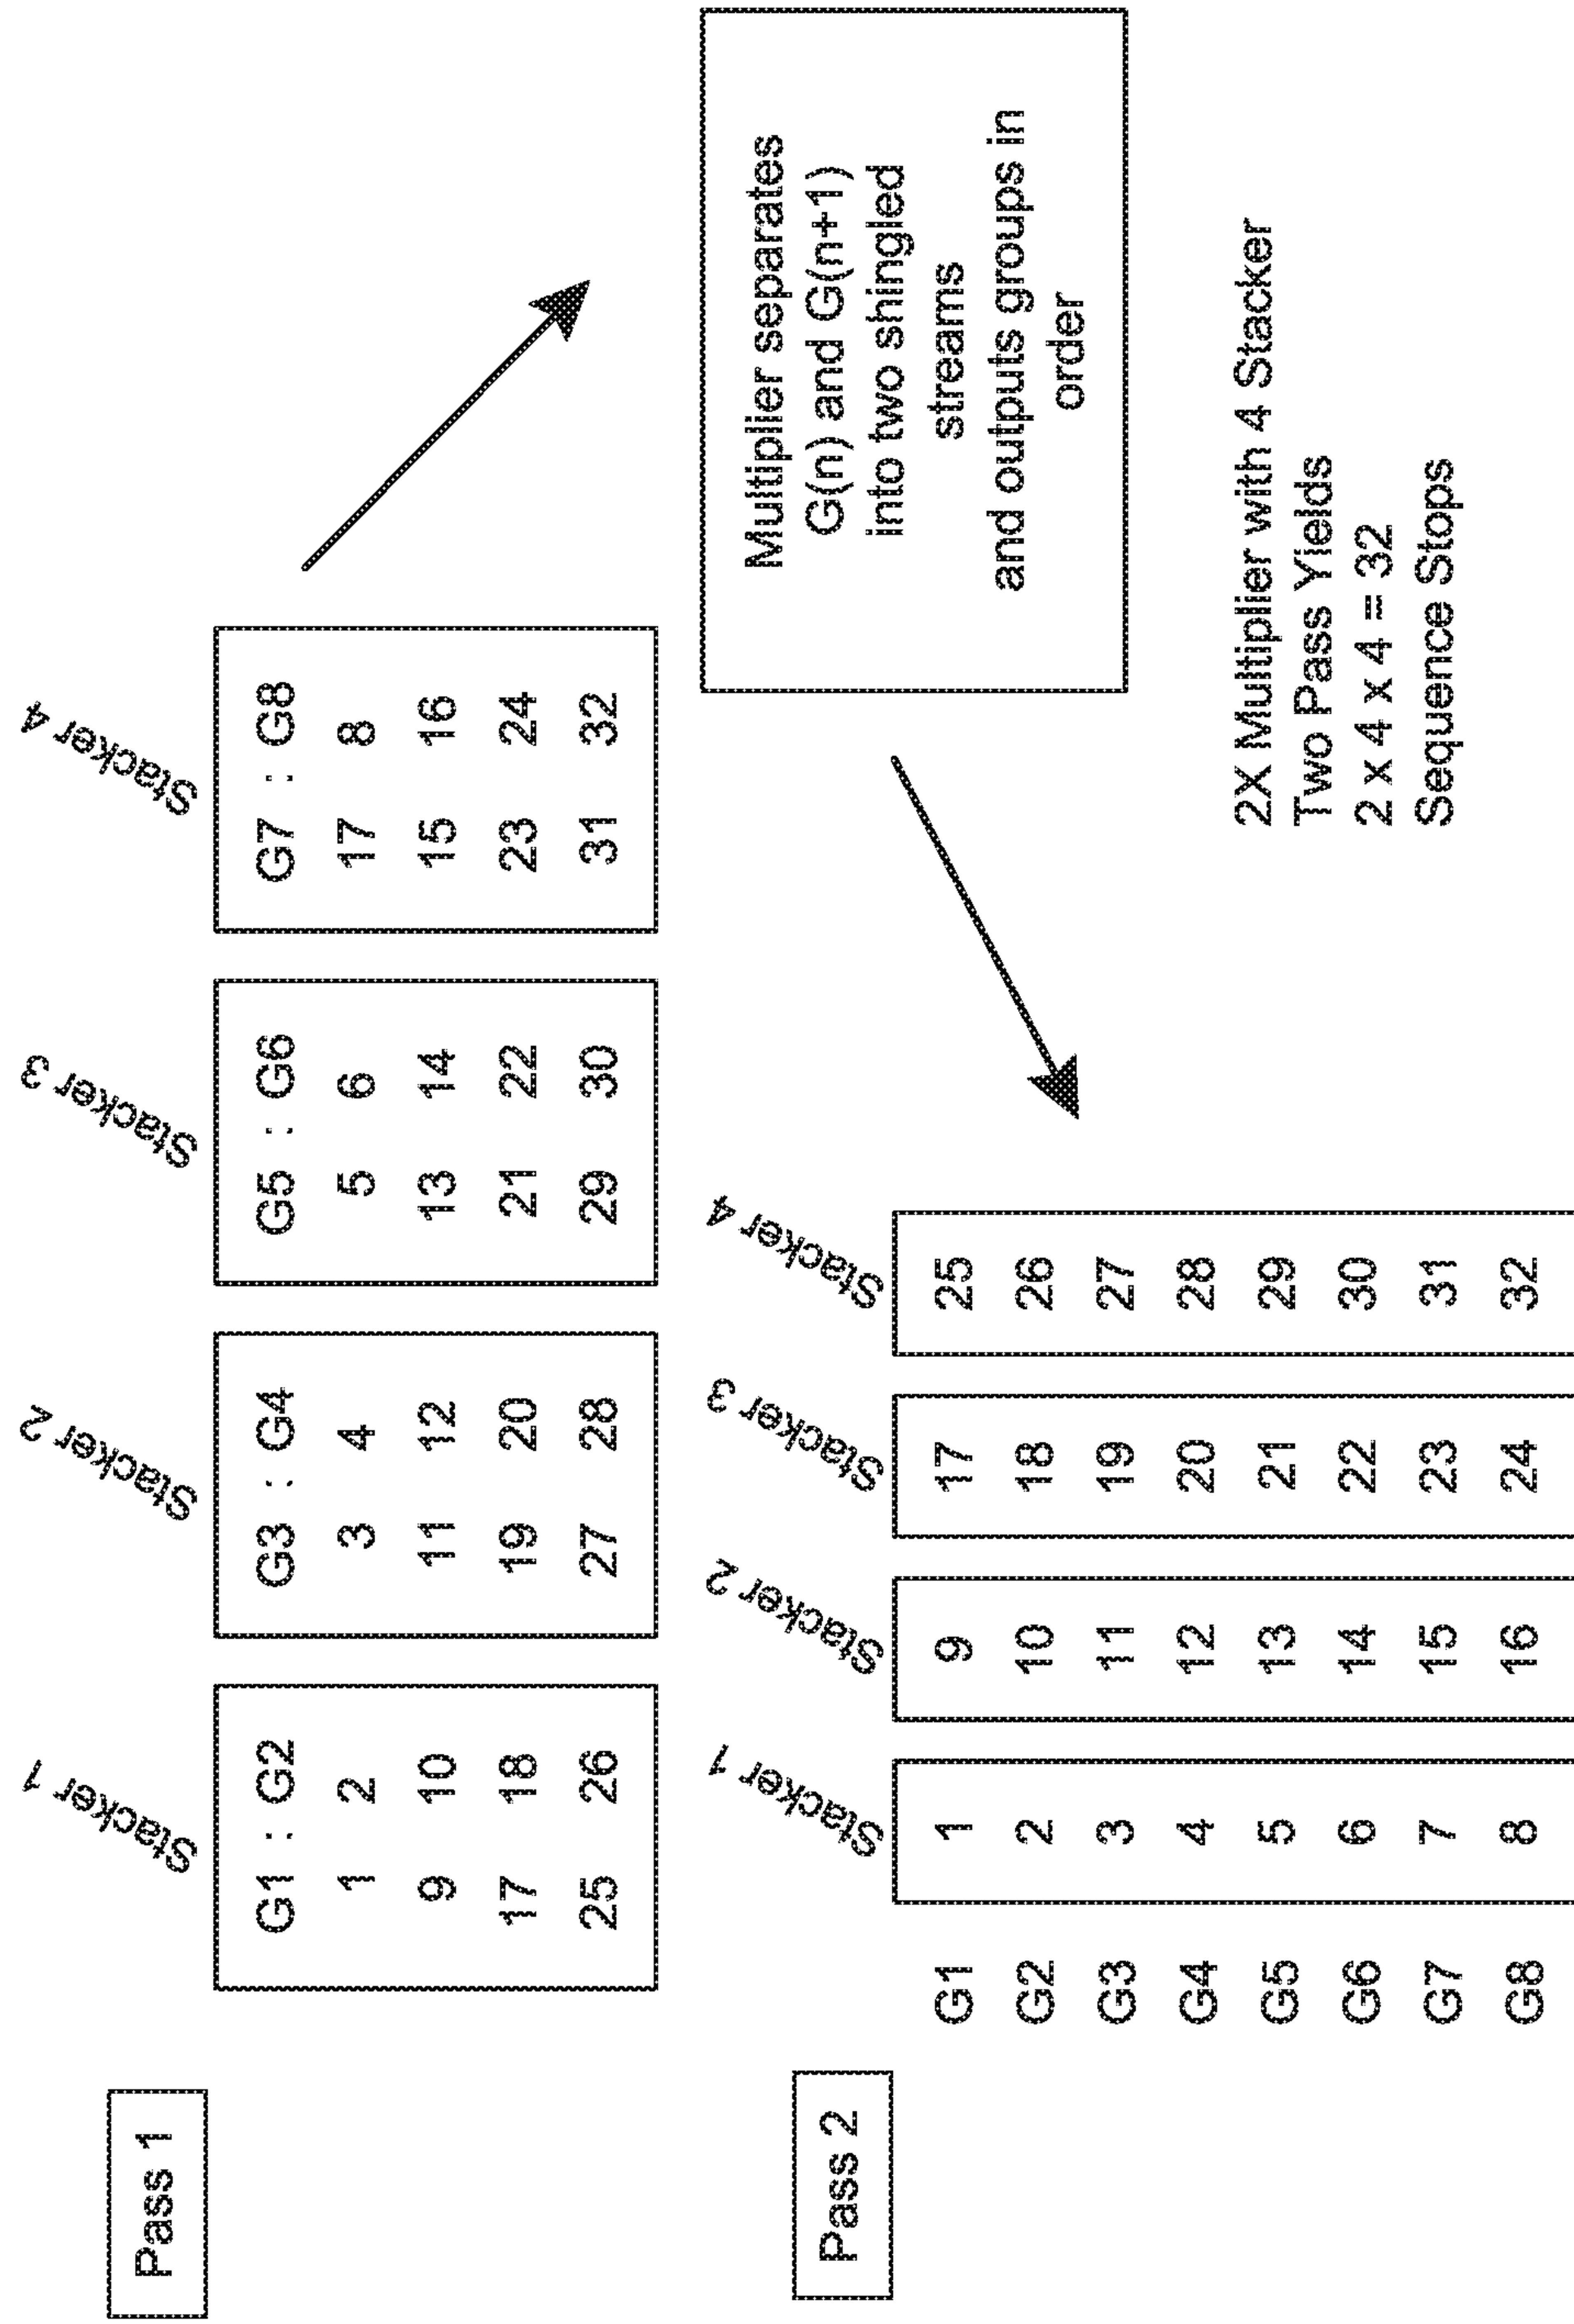 Pass 1
Stacker 1
Stacker 2
Stacker 3
Stacker 4
G1 : G2
1 2
9 10
17 18
25 26
G3 : G4
3 4
11 12
19 20
27 28
G5 : G6
5 6
13 14
21 22
29 30
G7 : G8
17 8
15 16
23 24
31 32
Multiplier separates
G(n) and G(n+1)
into two shingled
streams
and outputs groups in
order
Pass 2
Stacker 1
Stacker 2
Stacker 3
Stacker 4
G1 1 9 17 25
G2 2 10 18 26
G3 3 11 19 27
G4 4 12 20 28
G5 5 13 21 29
G6 6 14 22 30
G7 7 15 23 31
G8 8 16 24 32
2X Multiplier with 4 Stacker
Two Pass Yields
2 x 4 x 4 = 32
Sequence Stops